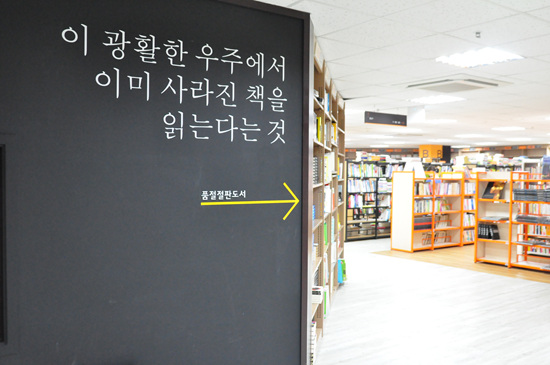 이 광활한 우주에서
이미 사라진 책을
읽는다는 것
품절절판도서